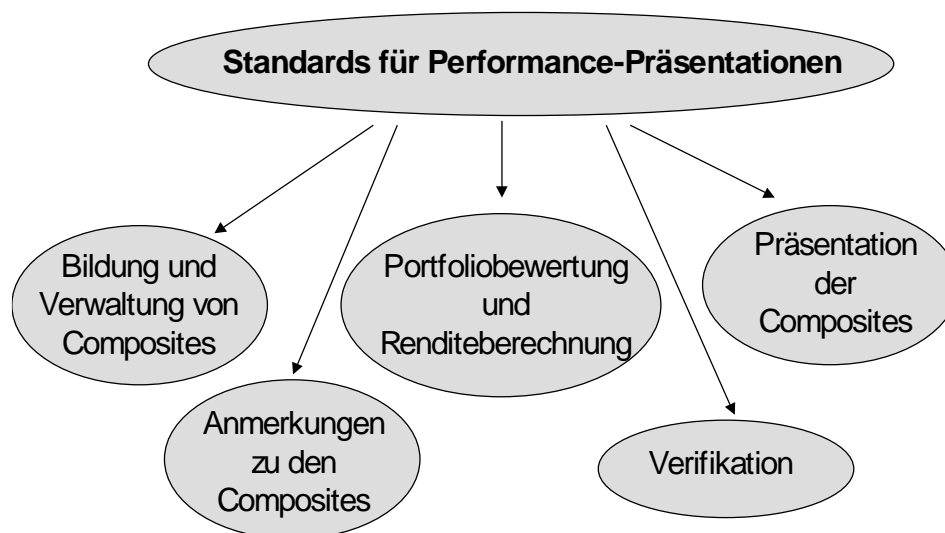 Standards für Performance-Präsentationen
Bildung und
Verwaltung von
Composites
Portfoliobewertung
und
Renditeberechnung
Präsentation
der
Composites
Anmerkungen
zu den
Composites
Verifikation